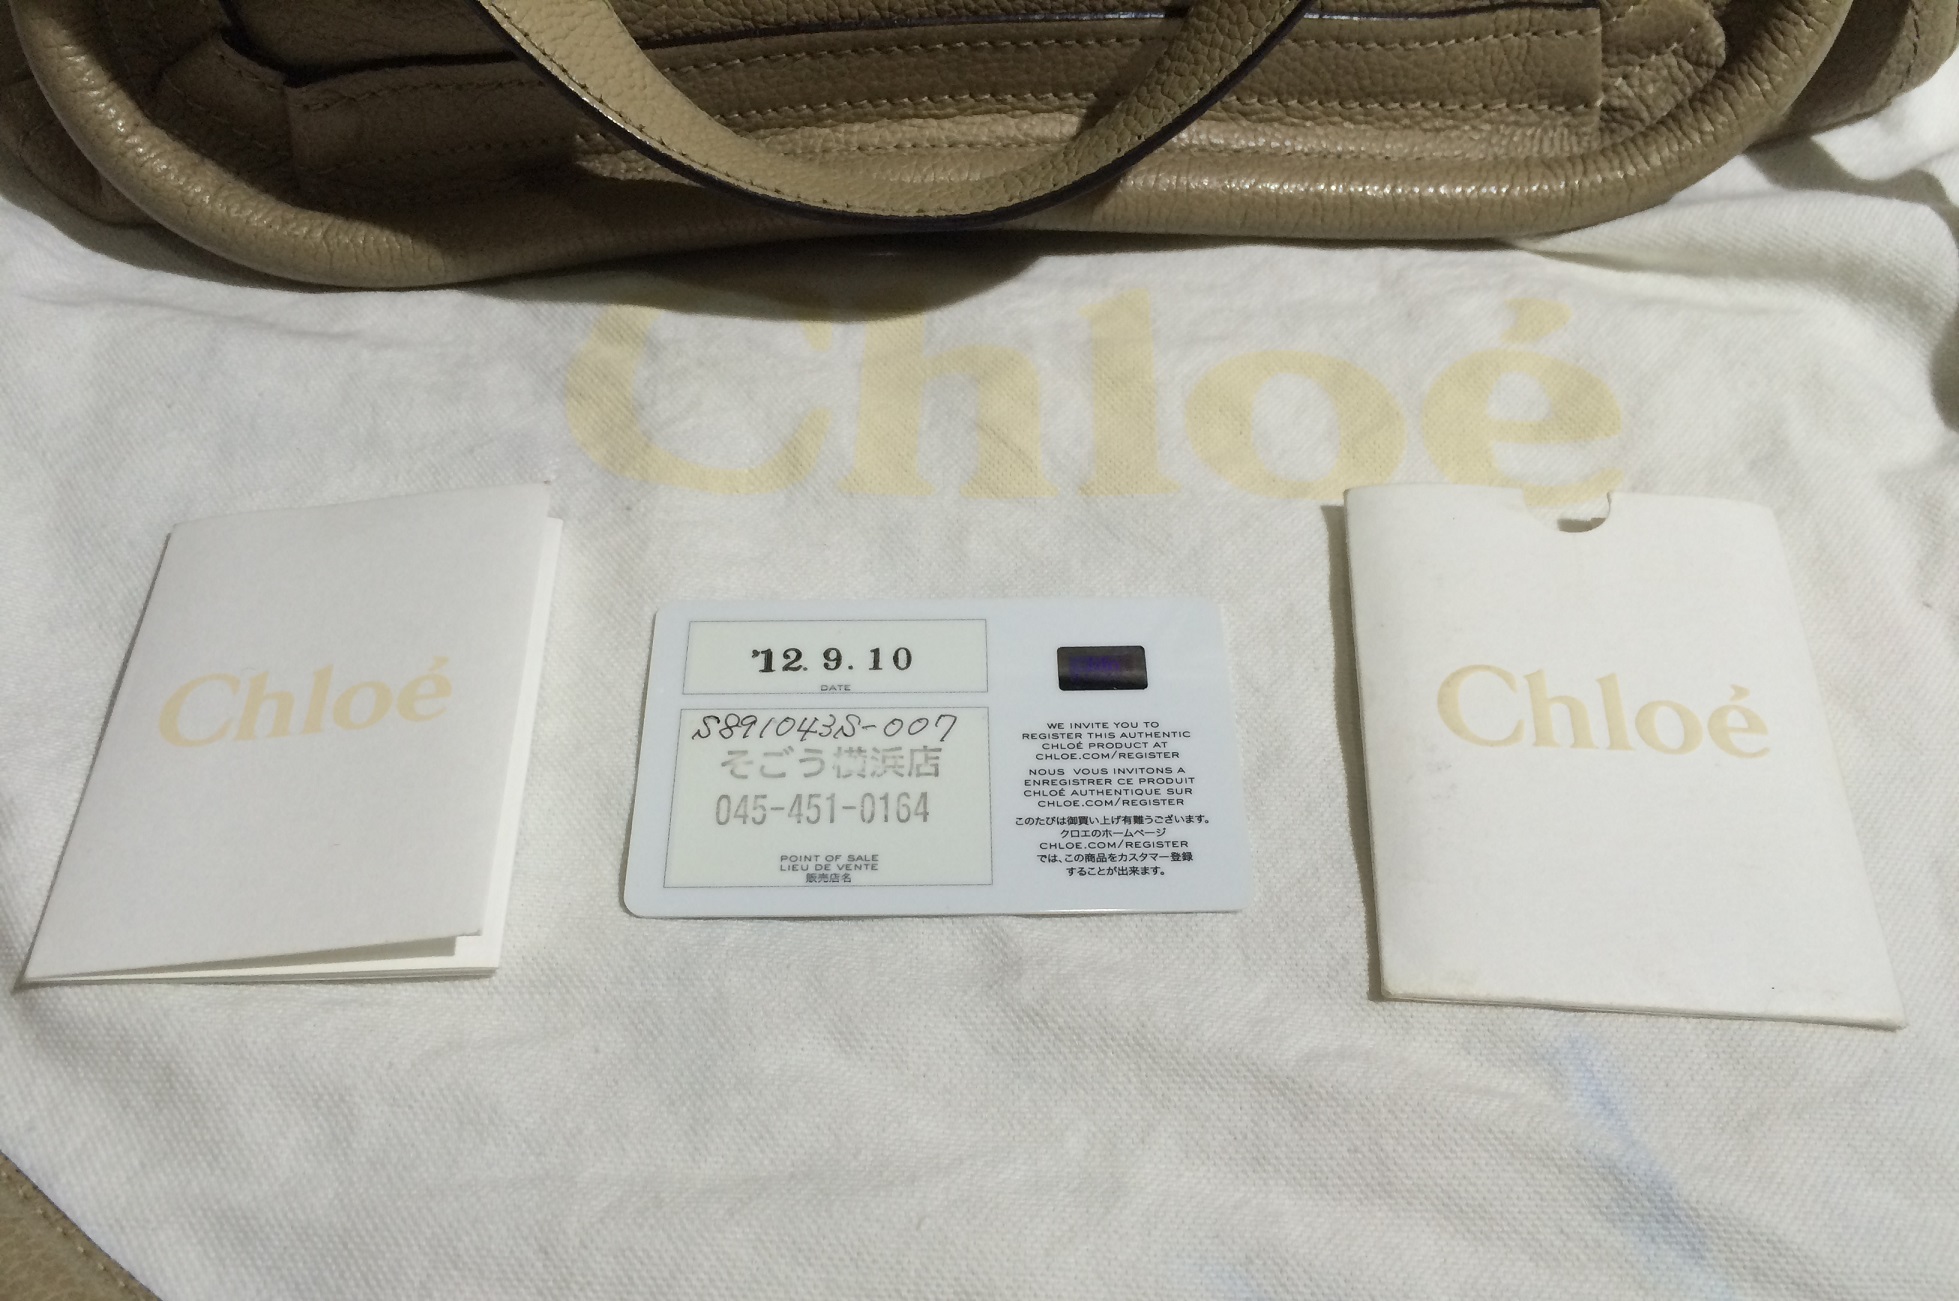 Chloé
Chloé
'12. 9. 10
DATE
S891043S-007
そごう横浜店
045-451-0164
POINT OF SALE
LIEU DE VENTE
販売店名
WE INVITE YOU TO
REGISTER THIS AUTHENTIC
CHLOÉ PRODUCT AT
CHLOE.COM/REGISTER
NOUS VOUS INVITONS A
ENREGISTRER CE PRODUIT
CHLOÉ AUTHENTIQUE SUR
CHLOE.COM/REGISTER
このたびは御買い上げ有難うございます。
クロエのホームページ
CHLOE.COM/REGISTER
では、この商品をカスタマー登録
することが出来ます。
Chloé